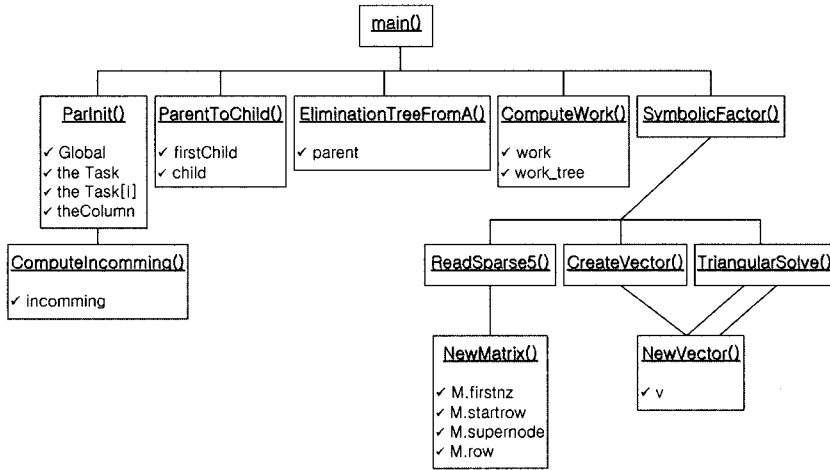 main()
ParInit()
✓ Global
✓ the Task
✓ the Task[i]
✓ theColumn
ParentToChild()
✓ firstChild
✓ child
EliminationTreeFromA()
✓ parent
ComputeWork()
✓ work
✓ work_tree
SymbolicFactor()
ComputeIncomming()
✓ incomming
ReadSparse5()
CreateVector()
TriangularSolve()
NewMatrix()
✓ M.firstnz
✓ M.startrow
✓ M.supernode
✓ M.row
NewVector()
✓ v